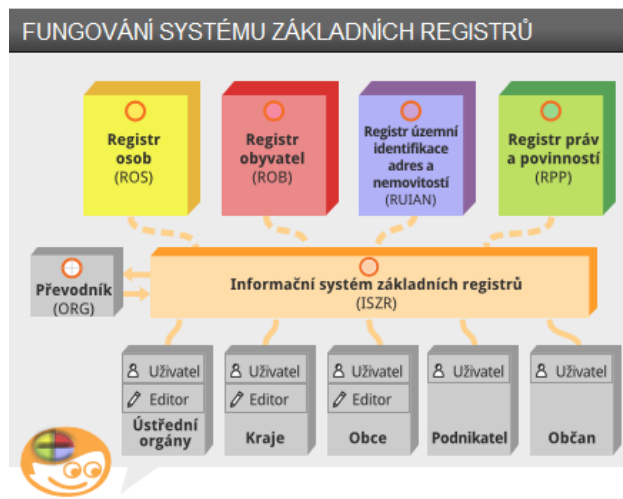 FUNGOVÁNÍ SYSTÉMU ZÁKLADNÍCH REGISTRŮ
Registr
osob
(ROS)
Registr
obyvatel
(ROB)
Registr územní
identifikace
adres a
nemovitostí
(RUIAN)
Registr práv
a povinností
(RPP)
Převodník
(ORG)
Informační systém základních registrů
(ISZR)
Uživatel
Editor
Ústřední
orgány
Uživatel
Editor
Kraje
Uživatel
Editor
Obce
Uživatel
Podnikatel
Uživatel
Občan